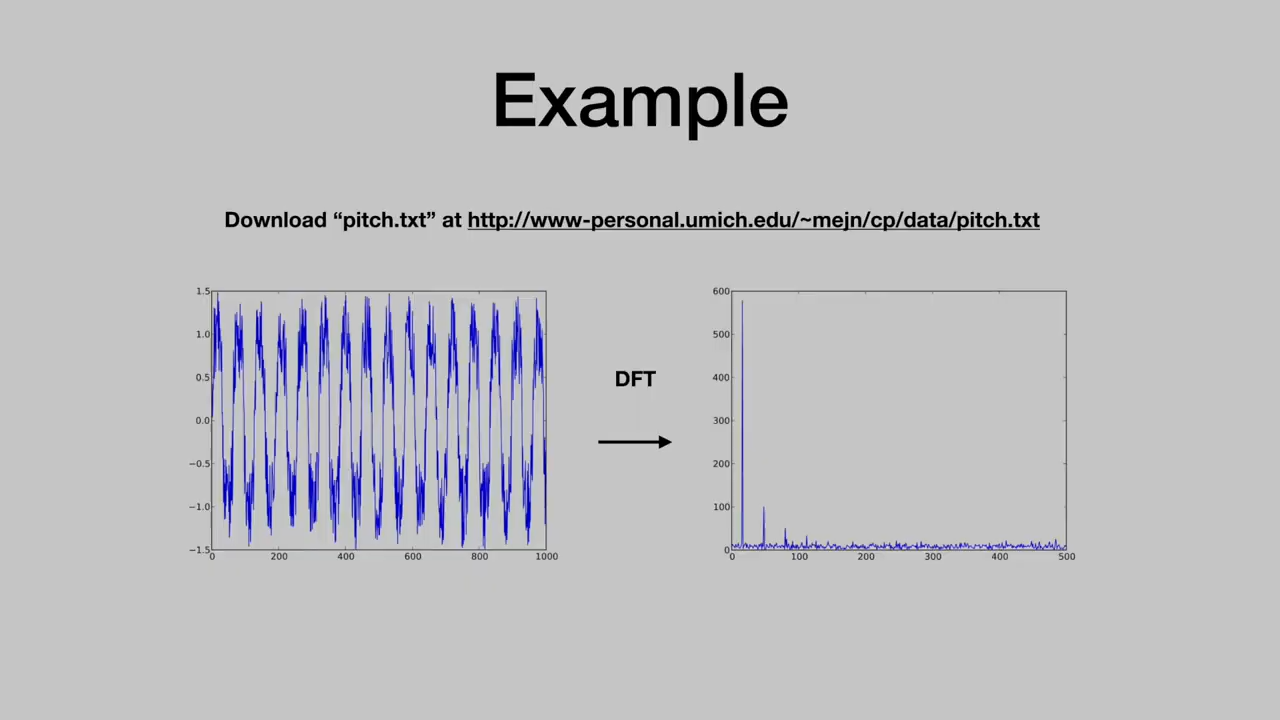 Example
Download “pitch.txt” at http://www-personal.umich.edu/~mejn/cp/data/pitch.txt
1.5
1.0
0.5
0.0
−0.5
−1.0
−1.5
0 200 400 600 800 1000
DFT
600
500
400
300
200
100
0
0 100 200 300 400 500